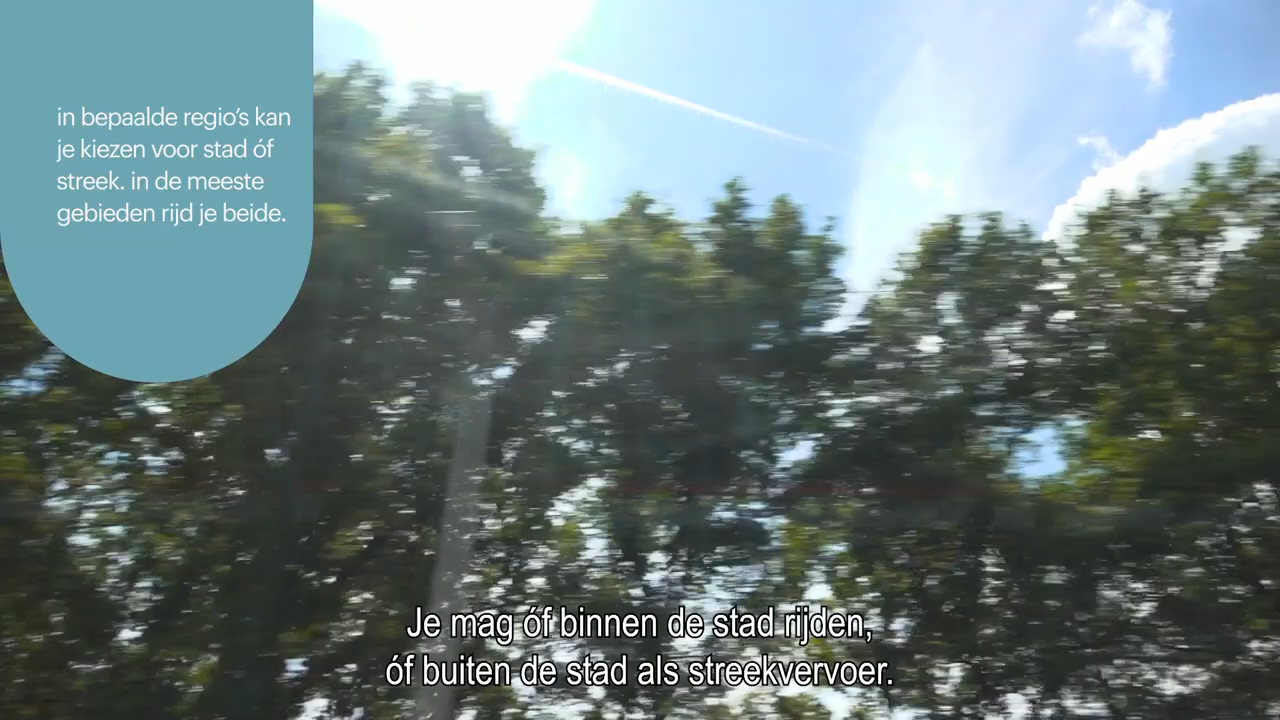 in bepaalde regio's kan
je kiezen voor stad óf
streek. in de meeste
gebieden rijd je beide.
Je mag óf binnen de stad rijden,
óf buiten de stad als streekvervoer.